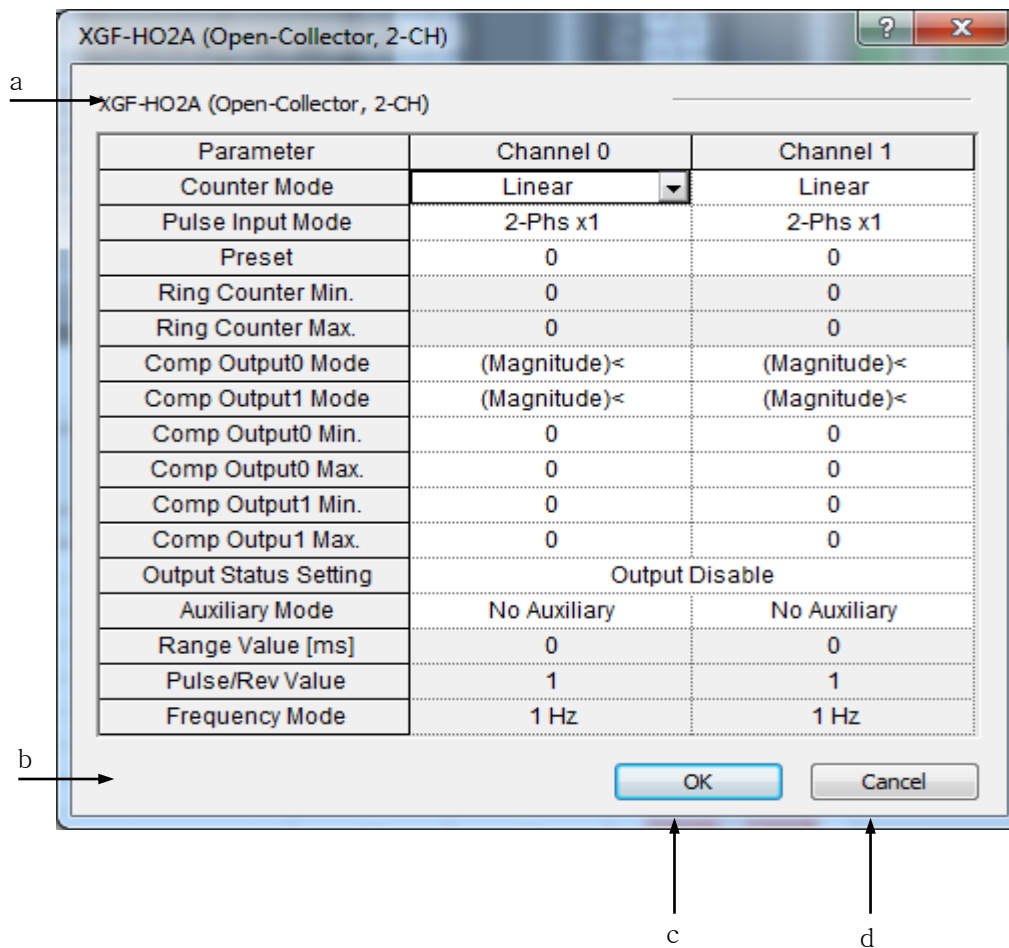 XGF-HO2A (Open-Collector, 2-CH)
?
X
a
XGF-HO2A (Open-Collector, 2-CH)
Parameter Channel 0 Channel 1
Counter Mode Linear Linear
Pulse Input Mode 2-Phs x1 2-Phs x1
Preset 0 0
Ring Counter Min. 0 0
Ring Counter Max. 0 0
Comp Output0 Mode (Magnitude)< (Magnitude)<
Comp Output1 Mode (Magnitude)< (Magnitude)<
Comp Output0 Min. 0 0
Comp Output0 Max. 0 0
Comp Output1 Min. 0 0
Comp Outpu1 Max. 0 0
Output Status Setting Output Disable
Auxiliary Mode No Auxiliary No Auxiliary
Range Value [ms] 0 0
Pulse/Rev Value 1 1
Frequency Mode 1 Hz 1 Hz
b
OK Cancel
c d